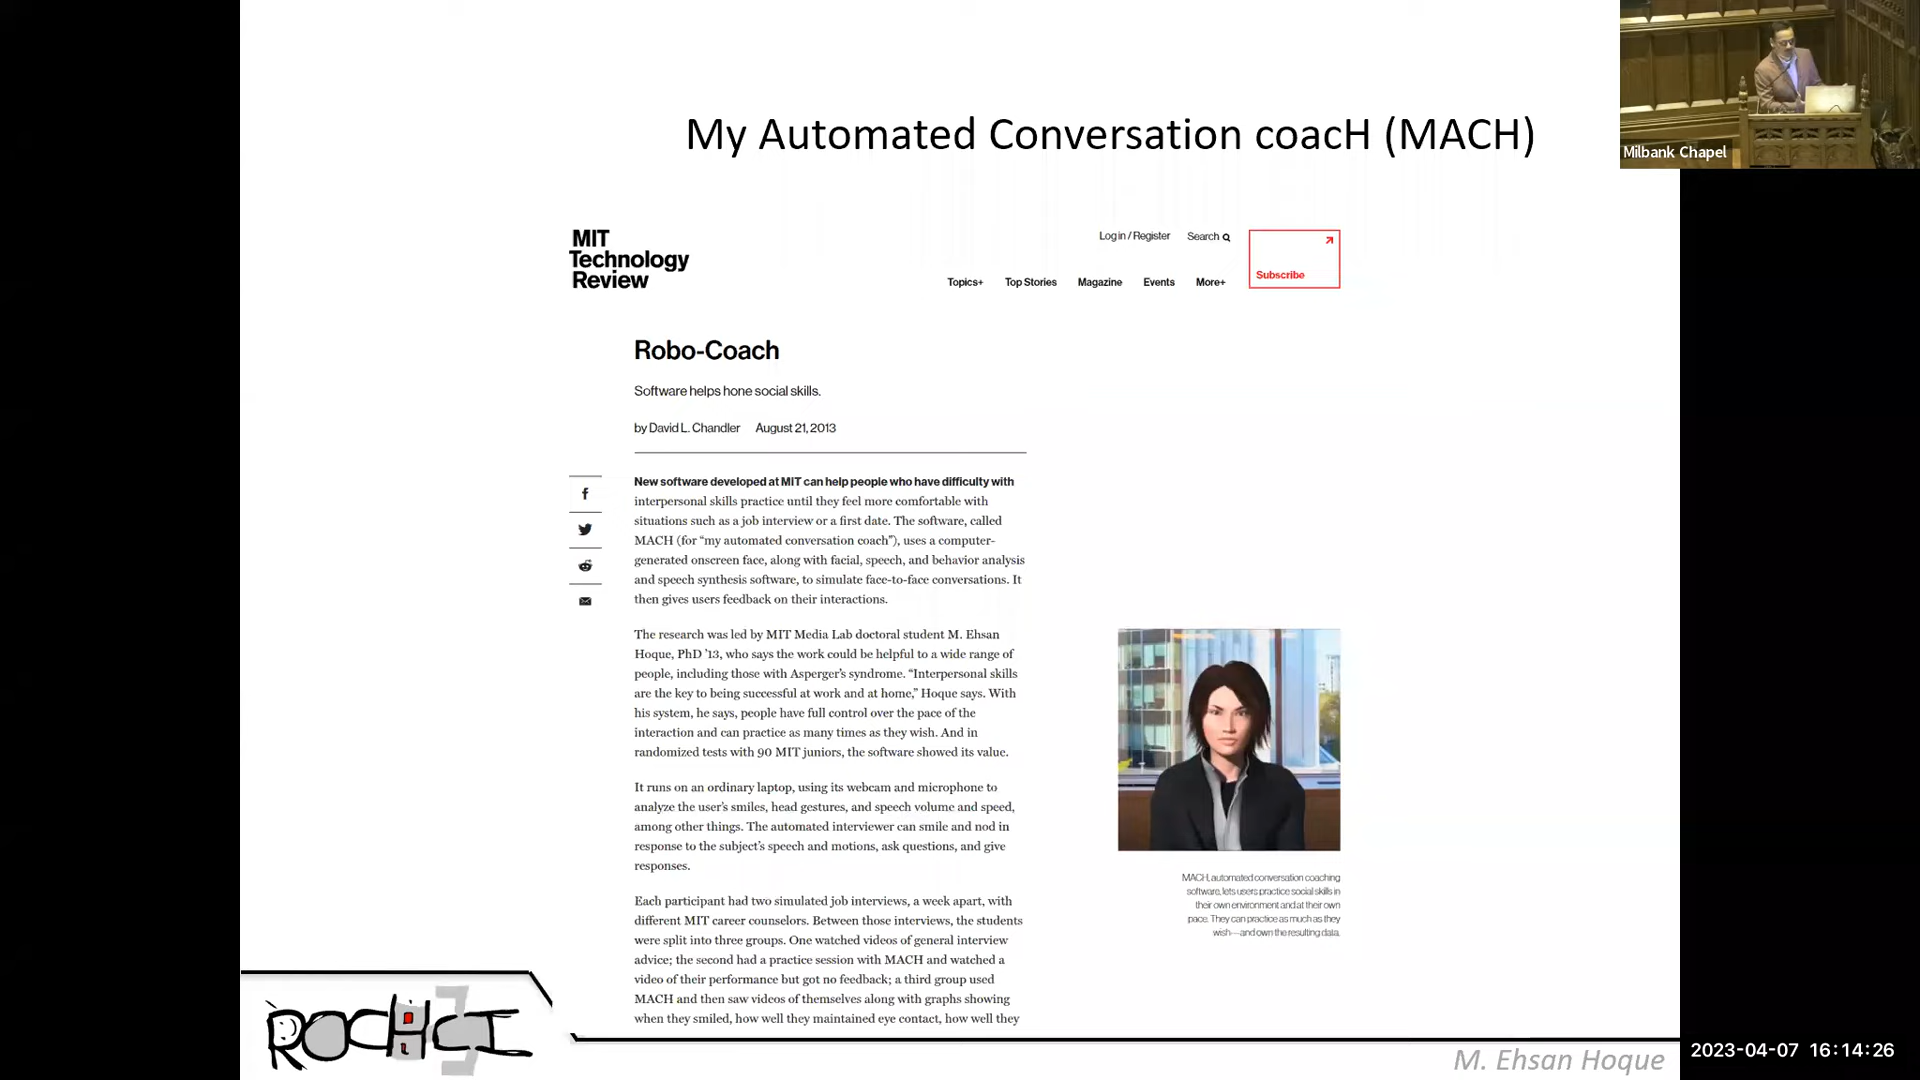 My Automated Conversation coacH (MACH)
Milbank Chapel
MIT
Technology
Review
Log in / Register
Search
Topics+
Top Stories
Magazine
Events
More+
Subscribe
Robo-Coach
Software helps hone social skills.
by David L. Chandler
August 21, 2013
New software developed at MIT can help people who have difficulty with
interpersonal skills practice until they feel more comfortable with
situations such as a job interview or a first date. The software, called
MACH (for “my automated conversation coach”), uses a computer-
generated onscreen face, along with facial, speech, and behavior analysis
and speech synthesis software, to simulate face-to-face conversations. It
then gives users feedback on their interactions.
The research was led by MIT Media Lab doctoral student M. Ehsan
Hoque, PhD ’13, who says the work could be helpful to a wide range of
people, including those with Asperger’s syndrome. “Interpersonal skills
are the key to being successful at work and at home,” Hoque says. With
his system, he says, people have full control over the pace of the
interaction and can practice as many times as they wish. And in
randomized tests with 90 MIT juniors, the software showed its value.
It runs on an ordinary laptop, using its webcam and microphone to
analyze the user’s smiles, head gestures, and speech volume and speed,
among other things. The automated interviewer can smile and nod in
response to the subject’s speech and motions, ask questions, and give
responses.
Each participant had two simulated job interviews, a week apart, with
different MIT career counselors. Between those interviews, the students
were split into three groups. One watched videos of general interview
advice; the second had a practice session with MACH and watched a
video of their performance but got no feedback; a third group used
MACH and then saw videos of themselves along with graphs showing
when they smiled, how well they maintained eye contact, how well they
MACH, automated conversation coaching
software, lets users practice social skills in
their own environment and at their own
pace. They can practice as much as they
wish—and own the resulting data.
ROCHCI
M. Ehsan Hoque
2023-04-07 16:14:26